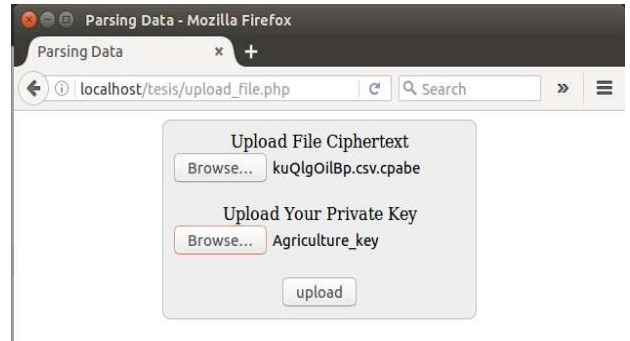 Parsing Data - Mozilla Firefox
Parsing Data × +
localhost/tesis/upload_file.php Search »
Upload File Ciphertext
Browse... kuQlgOilBp.csv.cpabe
Upload Your Private Key
Browse... Agriculture_key
upload